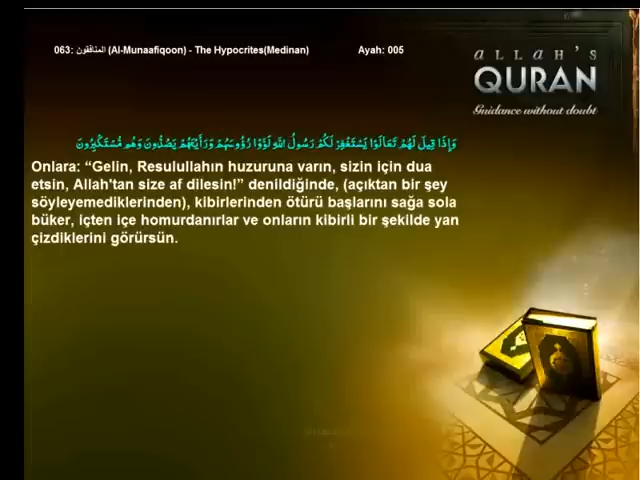 063: المنافقون (Al-Munaafiqoon) - The Hypocrites(Medinan) Ayah: 005
ALLAH'S
QURAN
Guidance without doubt
وَإِذَا قِيلَ لَهُمْ تَعَالَوْا يَسْتَغْفِرْ لَكُمْ رَسُولُ اللَّهِ لَوَّوْا رُؤُوسَهُمْ وَرَأَيْتَهُمْ يَصُدُّونَ وَهُم مُّسْتَكْبِرُونَ
Onlara: “Gelin, Resulullahın huzuruna varın, sizin için dua
etsin, Allah'tan size af dilesin!” denildiğinde, (açıktan bir şey
söyleyemediklerinden), kibirlerinden ötürü başlarını sağa sola
büker, içten içe homurdanırlar ve onların kibirli bir şekilde yan
çizdiklerini görürsün.